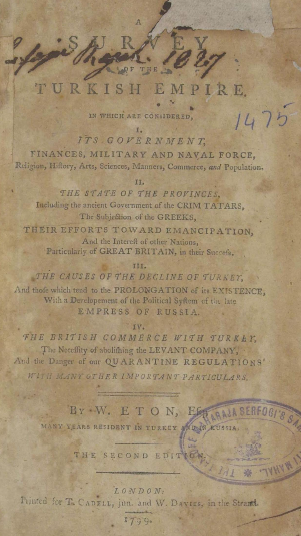 A
SURVEY
1827
OF THE
TURKISH EMPIRE.
IN WHICH ARE CONSIDERED,
1475
I.
ITS GOVERNMENT,
FINANCES, MILITARY AND NAVAL FORCE,
Religion, History, Arts, Sciences, Manners, Commerce, and Population.
II.
THE STATE OF THE PROVINCES,
Including the ancient Government of the CRIM TATARS,
The Subjection of the GREEKS,
THEIR EFFORTS TOWARD EMANCIPATION,
And the Interest of other Nations,
Particularly of GREAT BRITAIN, in their Success.
III.
THE CAUSES OF THE DECLINE OF TURKEY,
And those which tend to the PROLONGATION of its EXISTENCE,
With a Development of the Political System of the late
EMPRESS OF RUSSIA.
IV.
THE BRITISH COMMERCE WITH TURKEY,
The Necessity of abolishing the LEVANT COMPANY,
And the Danger of our QUARANTINE REGULATIONS
WITH MANY OTHER IMPORTANT PARTICULARS.
By W. ETON, Es
MANY YEARS RESIDENT IN TURKEY AND IN RUSSIA.
ARAJA SERFOJI'S SA
MAHAL
THE SECOND EDITION.
LONDON:
Printed for T. CADELL, jun. and W. DAVIES, in the Strand.
1799.